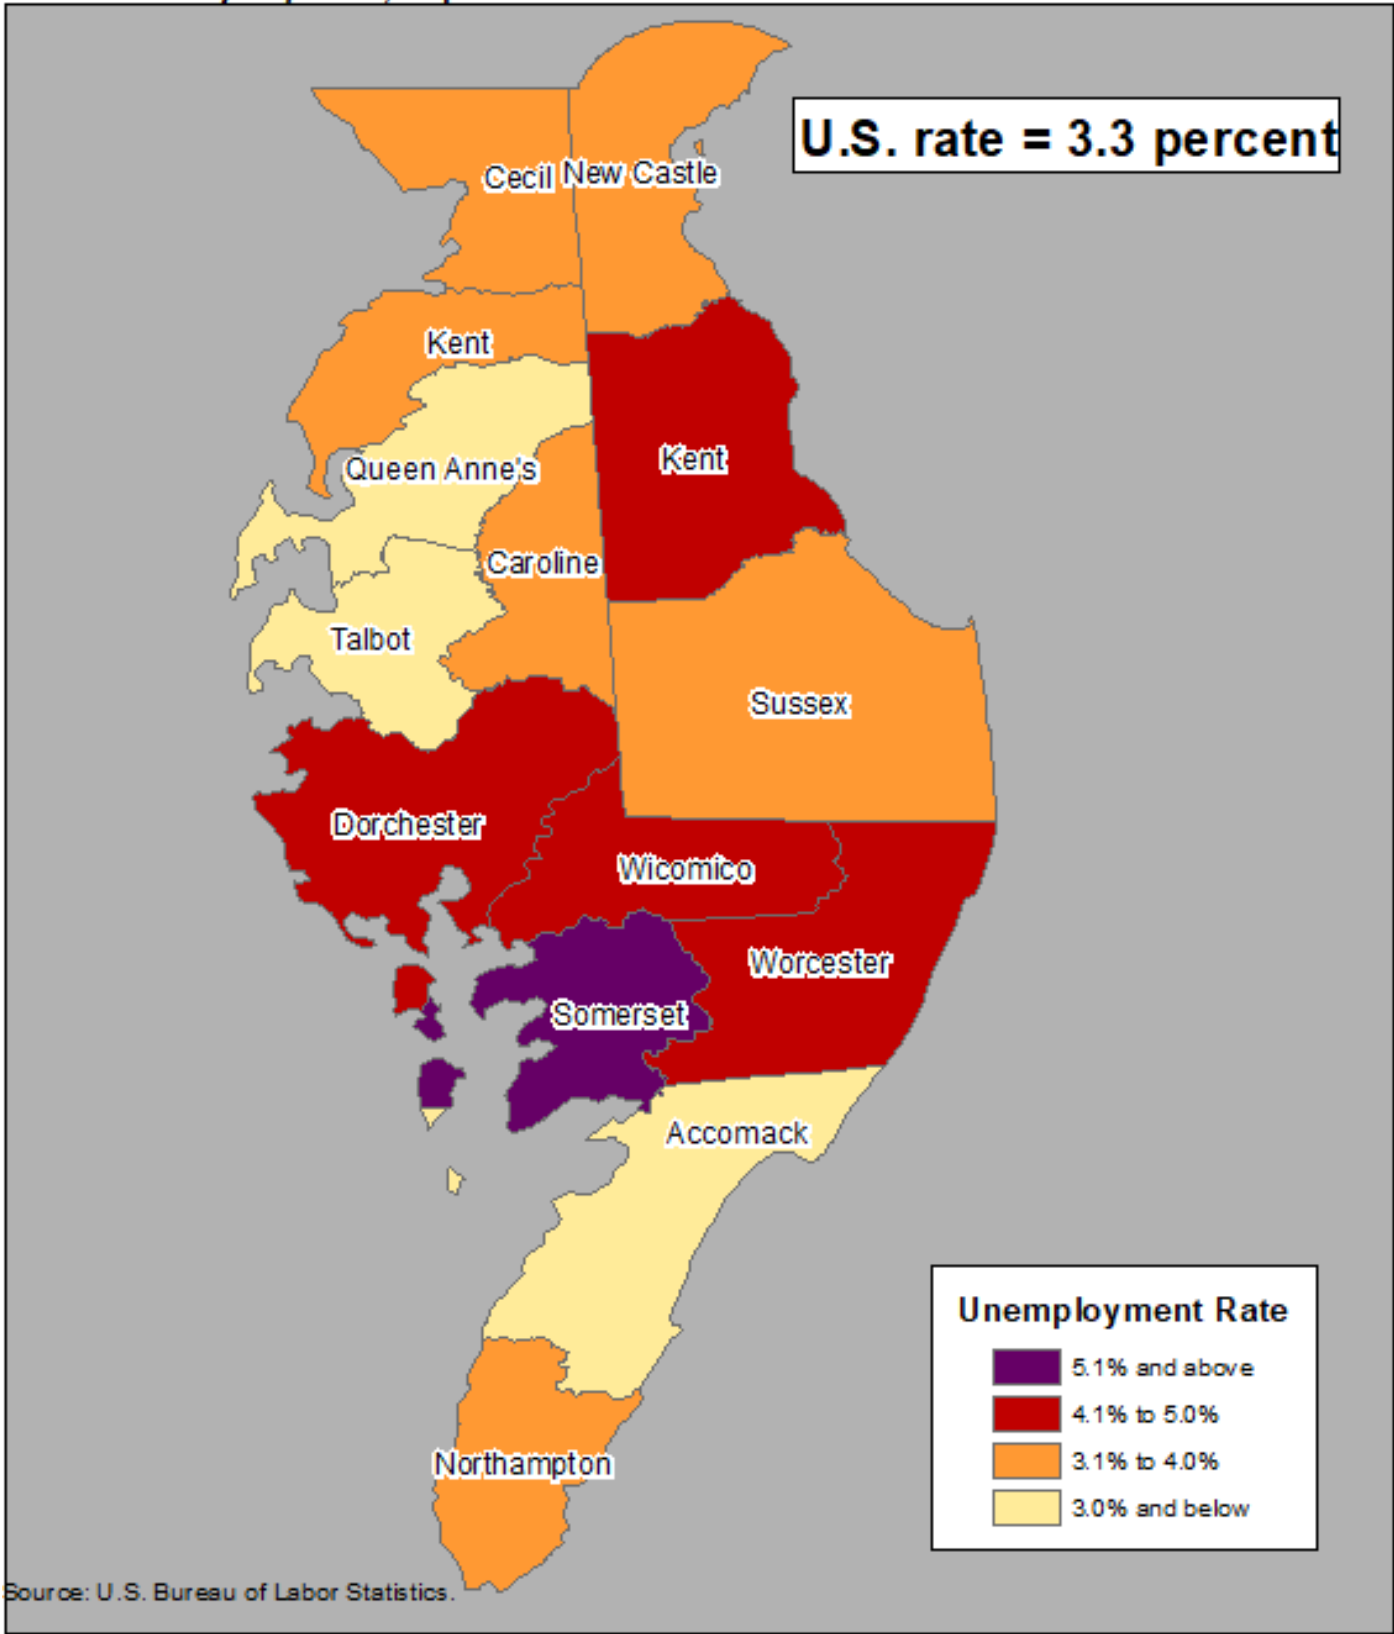 U.S. rate = 3.3 percent
Cecil
New Castle
Kent
Kent
Queen Anne's
Caroline
Talbot
Sussex
Dorchester
Wicomico
Worcester
Somerset
Accomack
Northampton
Unemployment Rate
5.1% and above
4.1% to 5.0%
3.1% to 4.0%
3.0% and below
Source: U.S. Bureau of Labor Statistics.